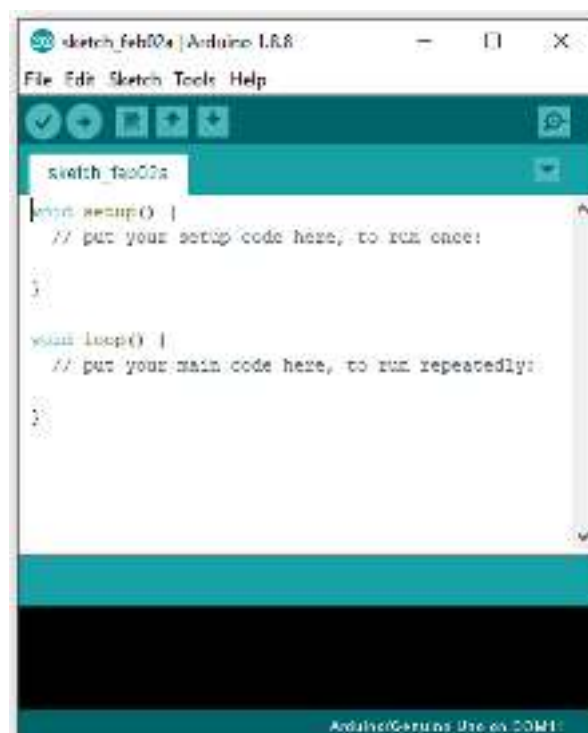 sketch_feb02a | Arduino 1.8.8
File Edit Sketch Tools Help
sketch_feb02a
void setup() {
// put your setup code here, to run once:
}
void loop() {
// put your main code here, to run repeatedly:
}
Arduino/Genuino Uno on